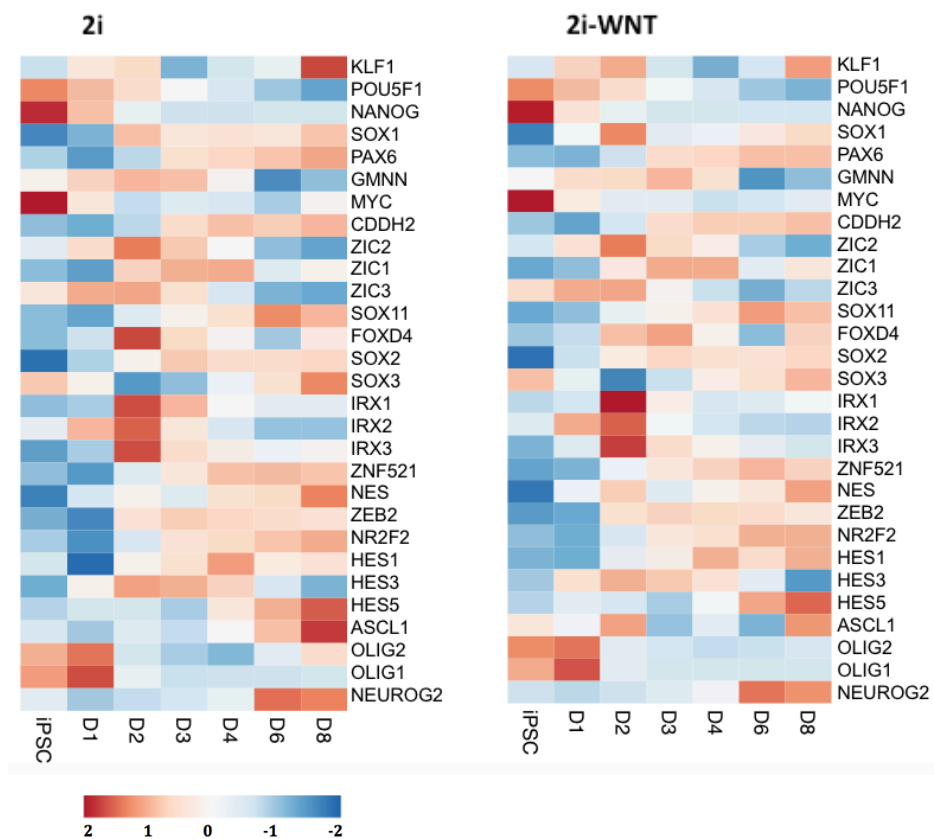 2i
KLF1
POU5F1
NANOG
SOX1
PAX6
GMNN
MYC
CDDH2
ZIC2
ZIC1
ZIC3
SOX11
FOXD4
SOX2
SOX3
IRX1
IRX2
IRX3
ZNF521
NES
ZEB2
NR2F2
HES1
HES3
HES5
ASCL1
OLIG2
OLIG1
NEUROG2
iPSC D1 D2 D3 D4 D6 D8
2i-WNT
KLF1
POU5F1
NANOG
SOX1
PAX6
GMNN
MYC
CDDH2
ZIC2
ZIC1
ZIC3
SOX11
FOXD4
SOX2
SOX3
IRX1
IRX2
IRX3
ZNF521
NES
ZEB2
NR2F2
HES1
HES3
HES5
ASCL1
OLIG2
OLIG1
NEUROG2
iPSC D1 D2 D3 D4 D6 D8
2 1 0 -1 -2